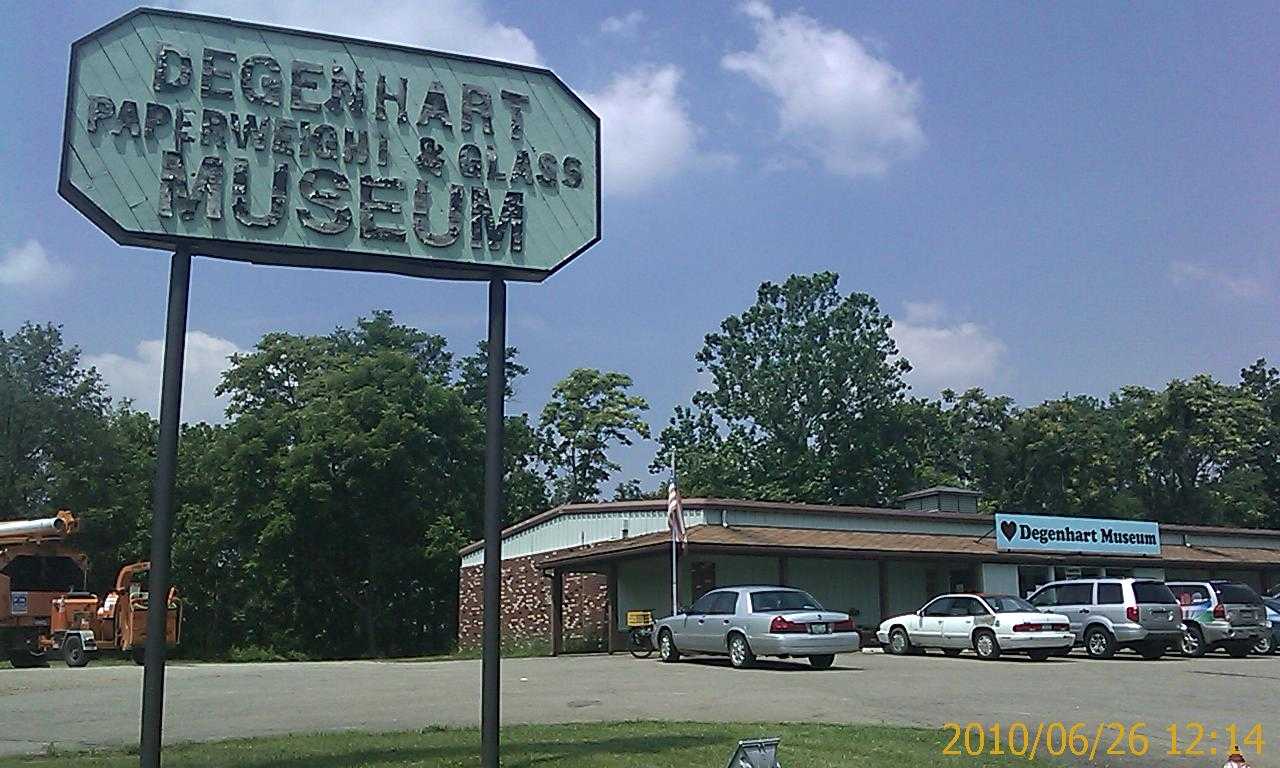 DEGENHART
PAPERWEIGHT & GLASS
MUSEUM
Degenhart Museum
2010/06/26 12:14